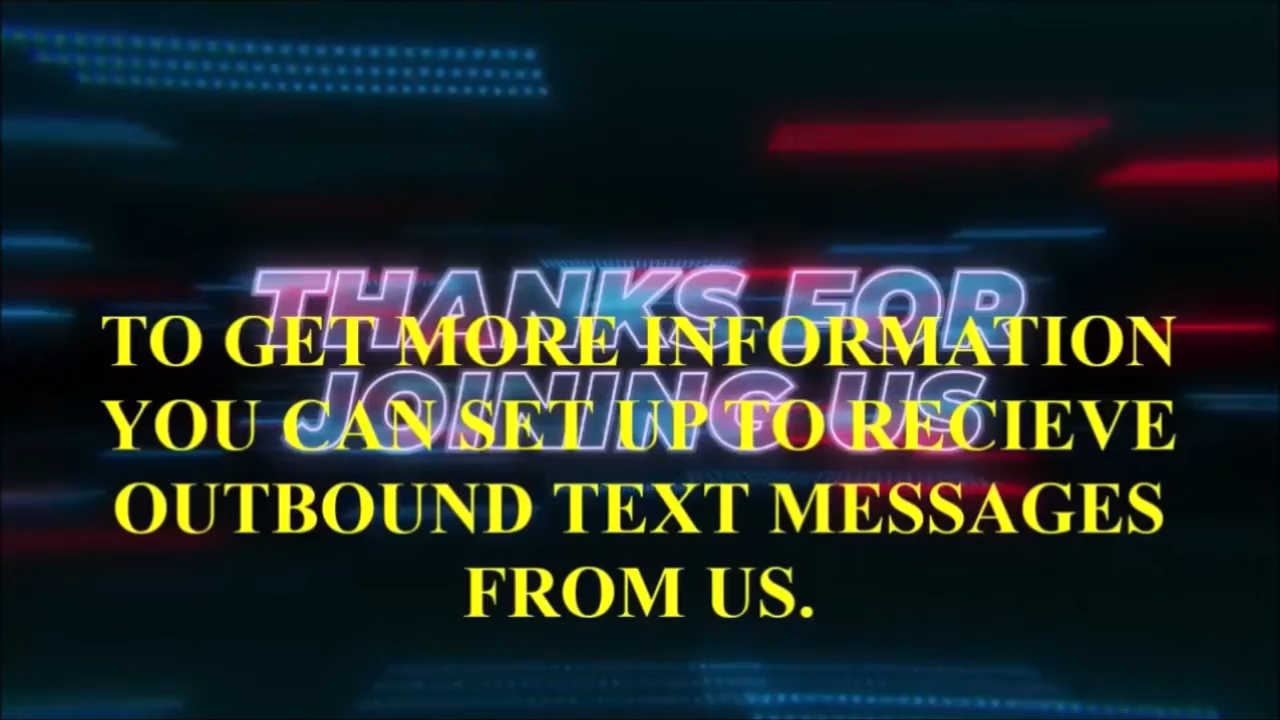 THANKS FOR
JOINING US
TO GET MORE INFORMATION
YOU CAN SET UP TO RECIEVE
OUTBOUND TEXT MESSAGES
FROM US.